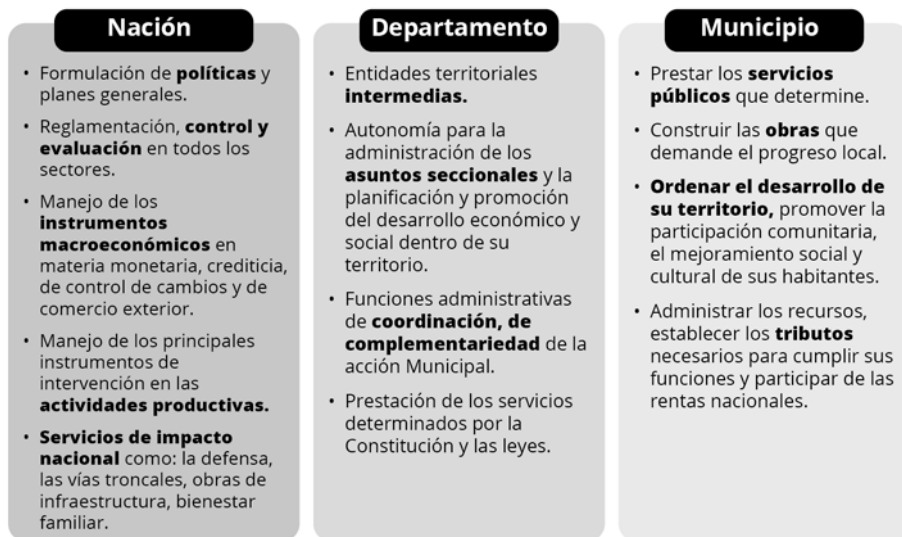 Nación
• Formulación de políticas y
planes generales.
• Reglamentación, control y
evaluación en todos los
sectores.
• Manejo de los
instrumentos
macroeconómicos en
materia monetaria, crediticia,
de control de cambios y de
comercio exterior.
• Manejo de los principales
instrumentos de
intervención en las
actividades productivas.
• Servicios de impacto
nacional como: la defensa,
las vías troncales, obras de
infraestructura, bienestar
familiar.
Departamento
• Entidades territoriales
intermedias.
• Autonomía para la
administración de los
asuntos seccionales y la
planificación y promoción
del desarrollo económico y
social dentro de su
territorio.
• Funciones administrativas
de coordinación, de
complementariedad de la
acción Municipal.
• Prestación de los servicios
determinados por la
Constitución y las leyes.
Municipio
• Prestar los servicios
públicos que determine.
• Construir las obras que
demande el progreso local.
• Ordenar el desarrollo de
su territorio, promover la
participación comunitaria,
el mejoramiento social y
cultural de sus habitantes.
• Administrar los recursos,
establecer los tributos
necesarios para cumplir sus
funciones y participar de las
rentas nacionales.